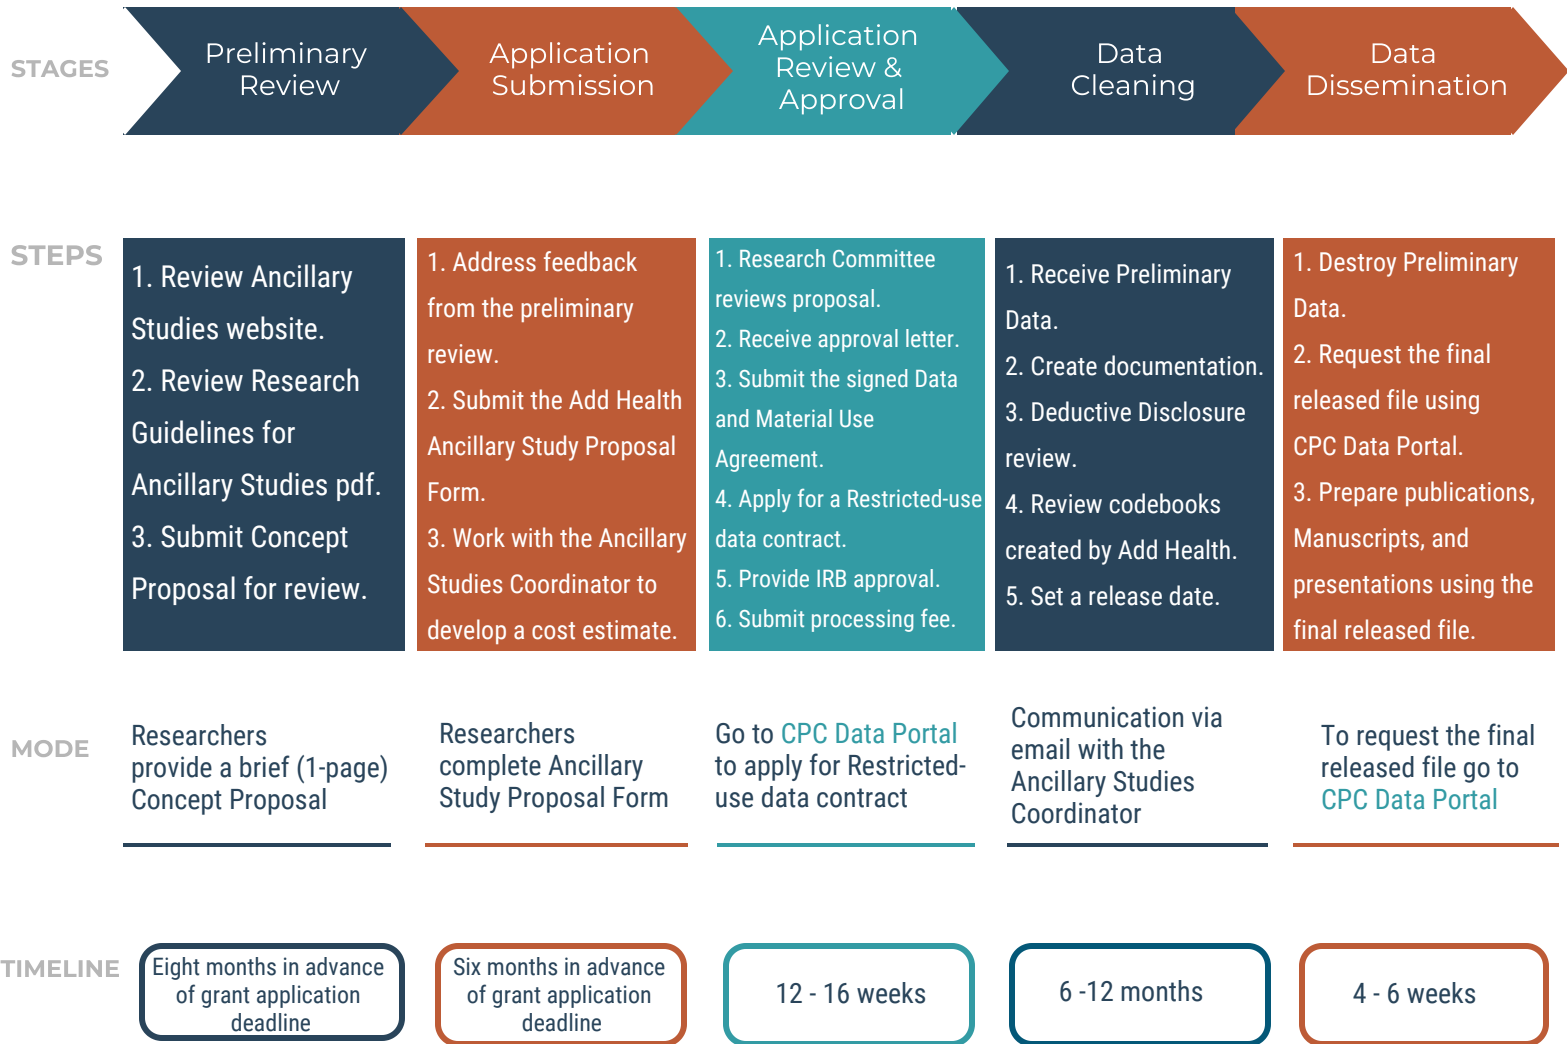 STAGES
Preliminary
Review
Application
Submission
Application
Review &
Approval
Data
Cleaning
Data
Dissemination
STEPS
1. Review Ancillary
Studies website.
2. Review Research
Guidelines for
Ancillary Studies pdf.
3. Submit Concept
Proposal for review.
1. Address feedback
from the preliminary
review.
2. Submit the Add Health
Ancillary Study Proposal
Form.
3. Work with the Ancillary
Studies Coordinator to
develop a cost estimate.
1. Research Committee
reviews proposal.
2. Receive approval letter.
3. Submit the signed Data
and Material Use
Agreement.
4. Apply for a Restricted-use
data contract.
5. Provide IRB approval.
6. Submit processing fee.
1. Receive Preliminary
Data.
2. Create documentation.
3. Deductive Disclosure
review.
4. Review codebooks
created by Add Health.
5. Set a release date.
1. Destroy Preliminary
Data.
2. Request the final
released file using
CPC Data Portal.
3. Prepare publications,
Manuscripts, and
presentations using the
final released file.
MODE
Researchers
provide a brief (1-page)
Concept Proposal
Researchers
complete Ancillary
Study Proposal Form
Go to CPC Data Portal
to apply for Restricted-
use data contract
Communication via
email with the
Ancillary Studies
Coordinator
To request the final
released file go to
CPC Data Portal
TIMELINE
Eight months in advance
of grant application
deadline
Six months in advance
of grant application
deadline
12 - 16 weeks
6 -12 months
4 - 6 weeks